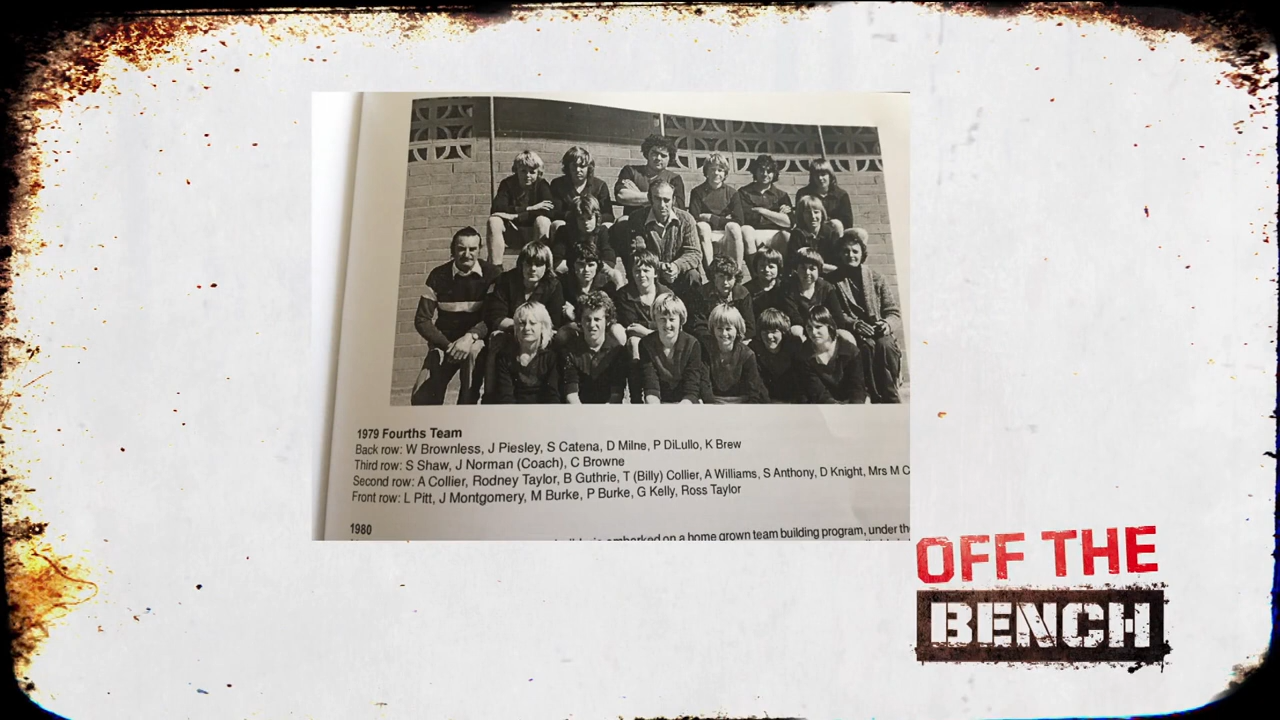 1979 Fourths Team
Back row: W Brownless, J Piesley, S Catena, D Milne, P DiLullo, K Brew
Third row: S Shaw, J Norman (Coach), C Browne
Second row: A Collier, Rodney Taylor, B Guthrie, T (Billy) Collier, A Williams, S Anthony, D Knight, Mrs M C
Front row: L Pitt, J Montgomery, M Burke, P Burke, G Kelly, Ross Taylor
1980
embarked on a home grown team building program, under the
OFF THE
BENCH